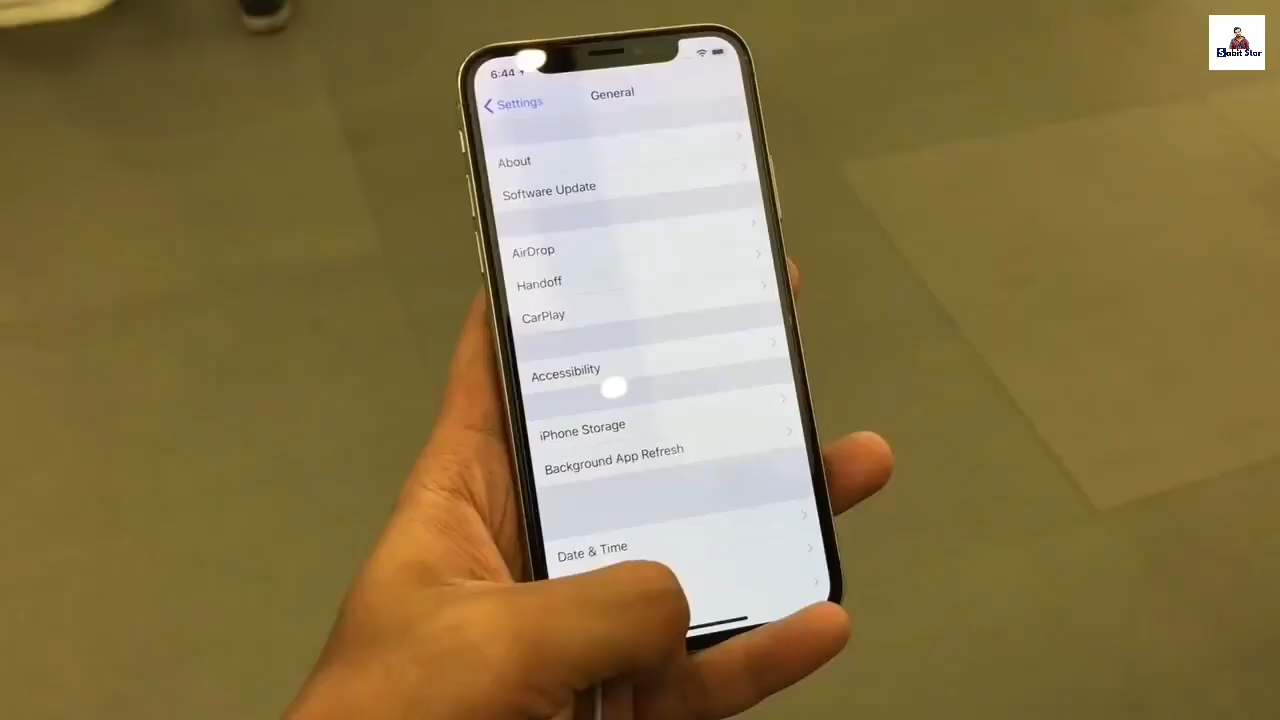 Sabit Star
6:44
Settings
General
About
Software Update
AirDrop
Handoff
CarPlay
Accessibility
iPhone Storage
Background App Refresh
Date & Time